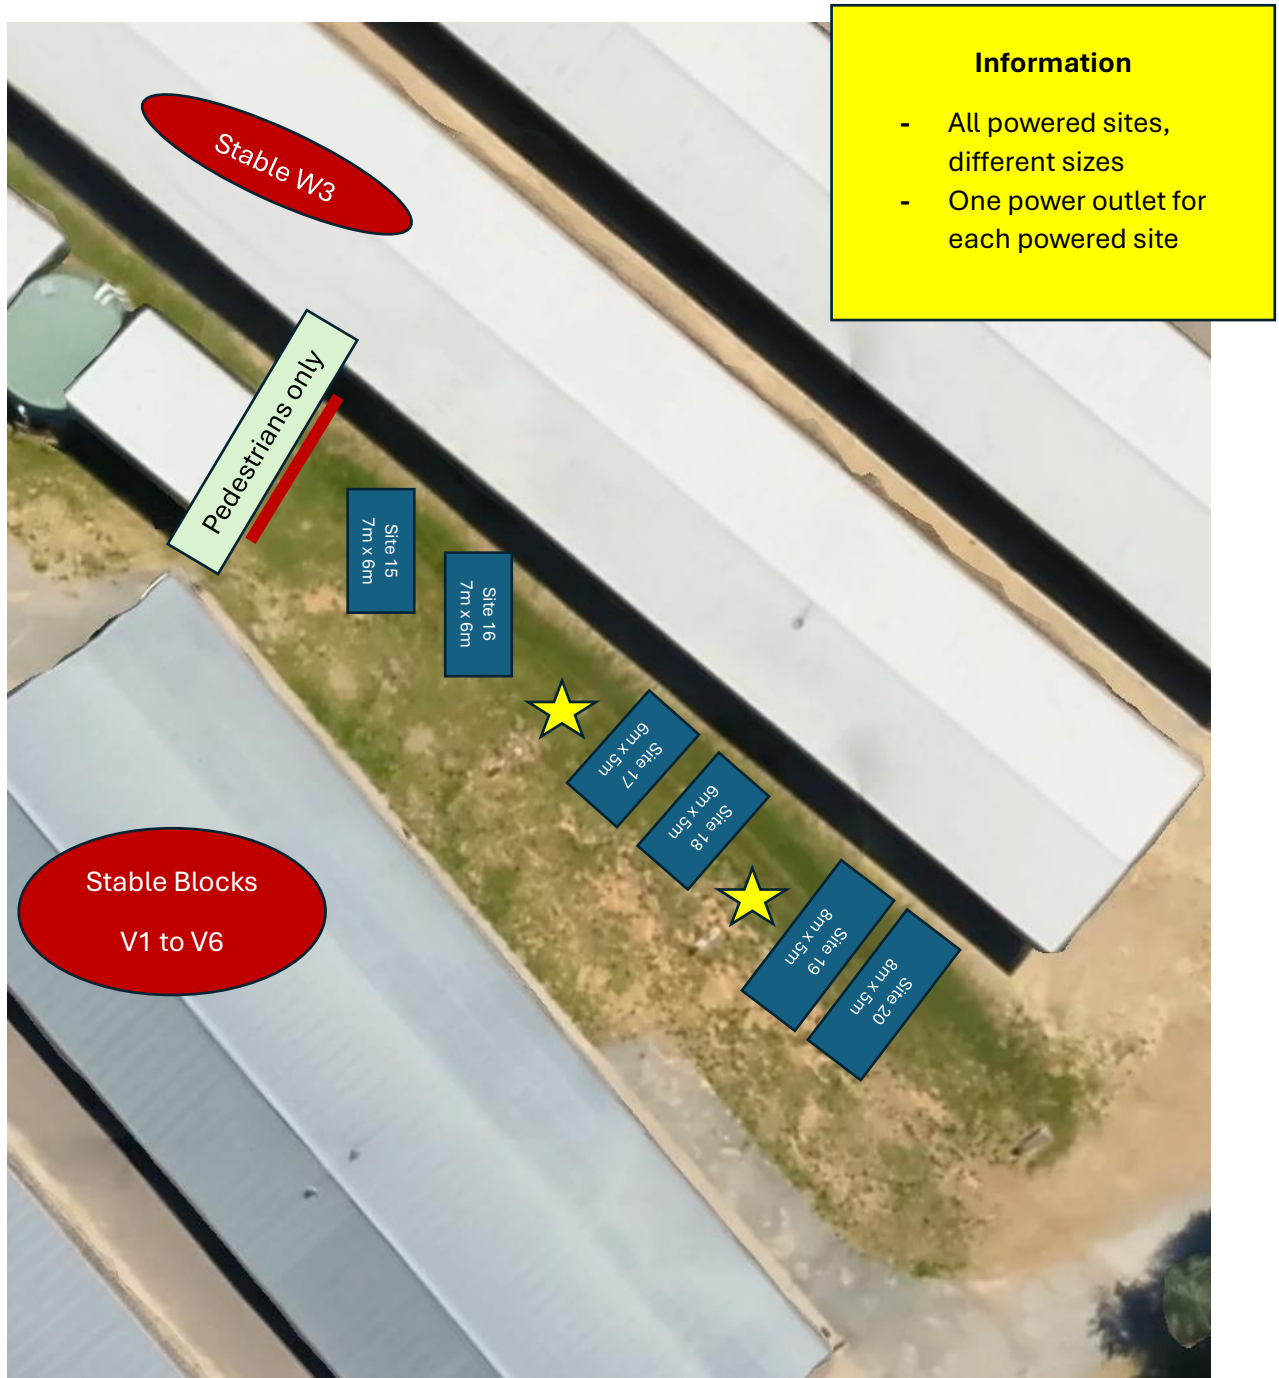 Information
- All powered sites,
different sizes
- One power outlet for
each powered site
Stable W3
Pedestrians only
Site 15
7m x 6m
Site 16
7m x 6m
Site 17
6m x 5m
Site 18
6m x 5m
Site 19
8m x 5m
Site 20
8m x 5m
Stable Blocks
V1 to V6